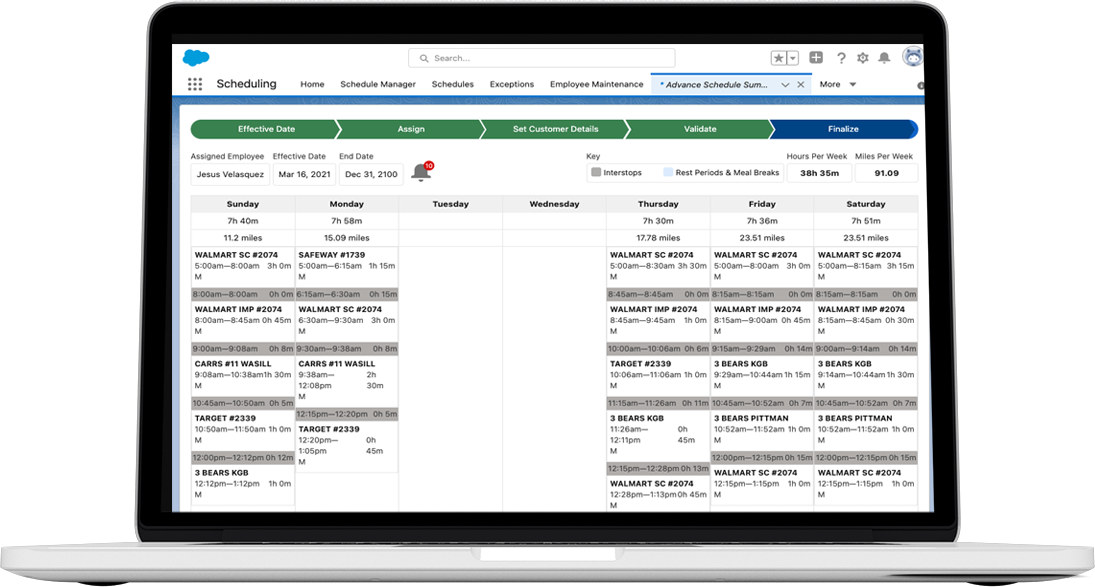 Search...
Scheduling Home Schedule Manager Schedules Exceptions Employee Maintenance * Advance Schedule Sum... More
Effective Date Assign Set Customer Details Validate Finalize
Assigned Employee Effective Date End Date Key Hours Per Week Miles Per Week
Jesus Velasquez Mar 16, 2021 Dec 31, 2100 10 Interstops Rest Periods & Meal Breaks 38h 35m 91.09
Sunday Monday Tuesday Wednesday Thursday Friday Saturday
7h 40m 7h 58m 7h 30m 7h 36m 7h 51m
11.2 miles 15.09 miles 17.78 miles 23.51 miles 23.51 miles
WALMART SC #2074 SAFEWAY #1739 WALMART SC #2074 WALMART SC #2074 WALMART SC #2074
5:00am—8:00am 3h 0m 5:00am—6:15am 1h 15m 5:00am—8:30am 3h 30m 5:00am—8:00am 3h 0m 5:00am—8:15am 3h 15m
M M M M M
8:00am—8:00am 0h 0m 6:15am—6:30am 0h 15m 8:45am—8:45am 0h 0m 8:15am—8:15am 0h 0m 8:15am—8:15am 0h 0m
WALMART IMP #2074 WALMART SC #2074 WALMART IMP #2074 WALMART IMP #2074 WALMART IMP #2074
8:00am—8:45am 0h 45m 6:30am—9:30am 3h 0m 8:45am—9:45am 1h 0m 8:15am—9:00am 0h 45m 8:15am—8:45am 0h 30m
M M M M M
9:00am—9:08am 0h 8m 9:30am—9:38am 0h 8m 10:00am—10:06am 0h 6m 9:15am—9:29am 0h 14m 9:00am—9:14am 0h 14m
CARRS #11 WASILL CARRS #11 WASILL TARGET #2339 3 BEARS KGB 3 BEARS KGB
9:08am—10:38am 1h 30m 9:38am— 2h 10:06am—11:06am 1h 0m 9:29am—10:44am 1h 15m 9:14am—10:44am 1h 30m
M 12:08pm 30m M M M
M
10:45am—10:50am 0h 5m 12:15pm—12:20pm 0h 5m 11:15am—11:26am 0h 11m 10:45am—10:52am 0h 7m 10:45am—10:52am 0h 7m
TARGET #2339 TARGET #2339 3 BEARS KGB 3 BEARS PITTMAN 3 BEARS PITTMAN
10:50am—11:50am 1h 0m 12:20pm— 0h 11:26am— 0h 10:52am—11:52am 1h 0m 10:52am—11:52am 1h 0m
M 1:05pm 45m 12:11pm 45m M M
M M
12:00pm—12:12pm 0h 12m 12:15pm—12:28pm 0h 13m 12:00pm—12:15pm 0h 15m 12:00pm—12:15pm 0h 15m
3 BEARS KGB WALMART SC #2074 WALMART SC #2074 WALMART SC #2074
12:12pm—1:12pm 1h 0m 12:28pm—1:13pm 0h 45m 12:15pm—1:15pm 1h 0m 12:15pm—1:15pm 1h 0m
M M M M